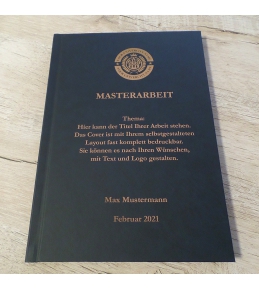 MASTERARBEIT
Thema:
Hier kann der Titel Ihrer Arbeit stehen.
Das Cover ist mit Ihrem selbstgestalteten
Layout fast komplett bedruckbar.
Sie können es nach Ihren Wünschen,
mit Text und Logo gestalten.
Max Mustermann
Februar 2021